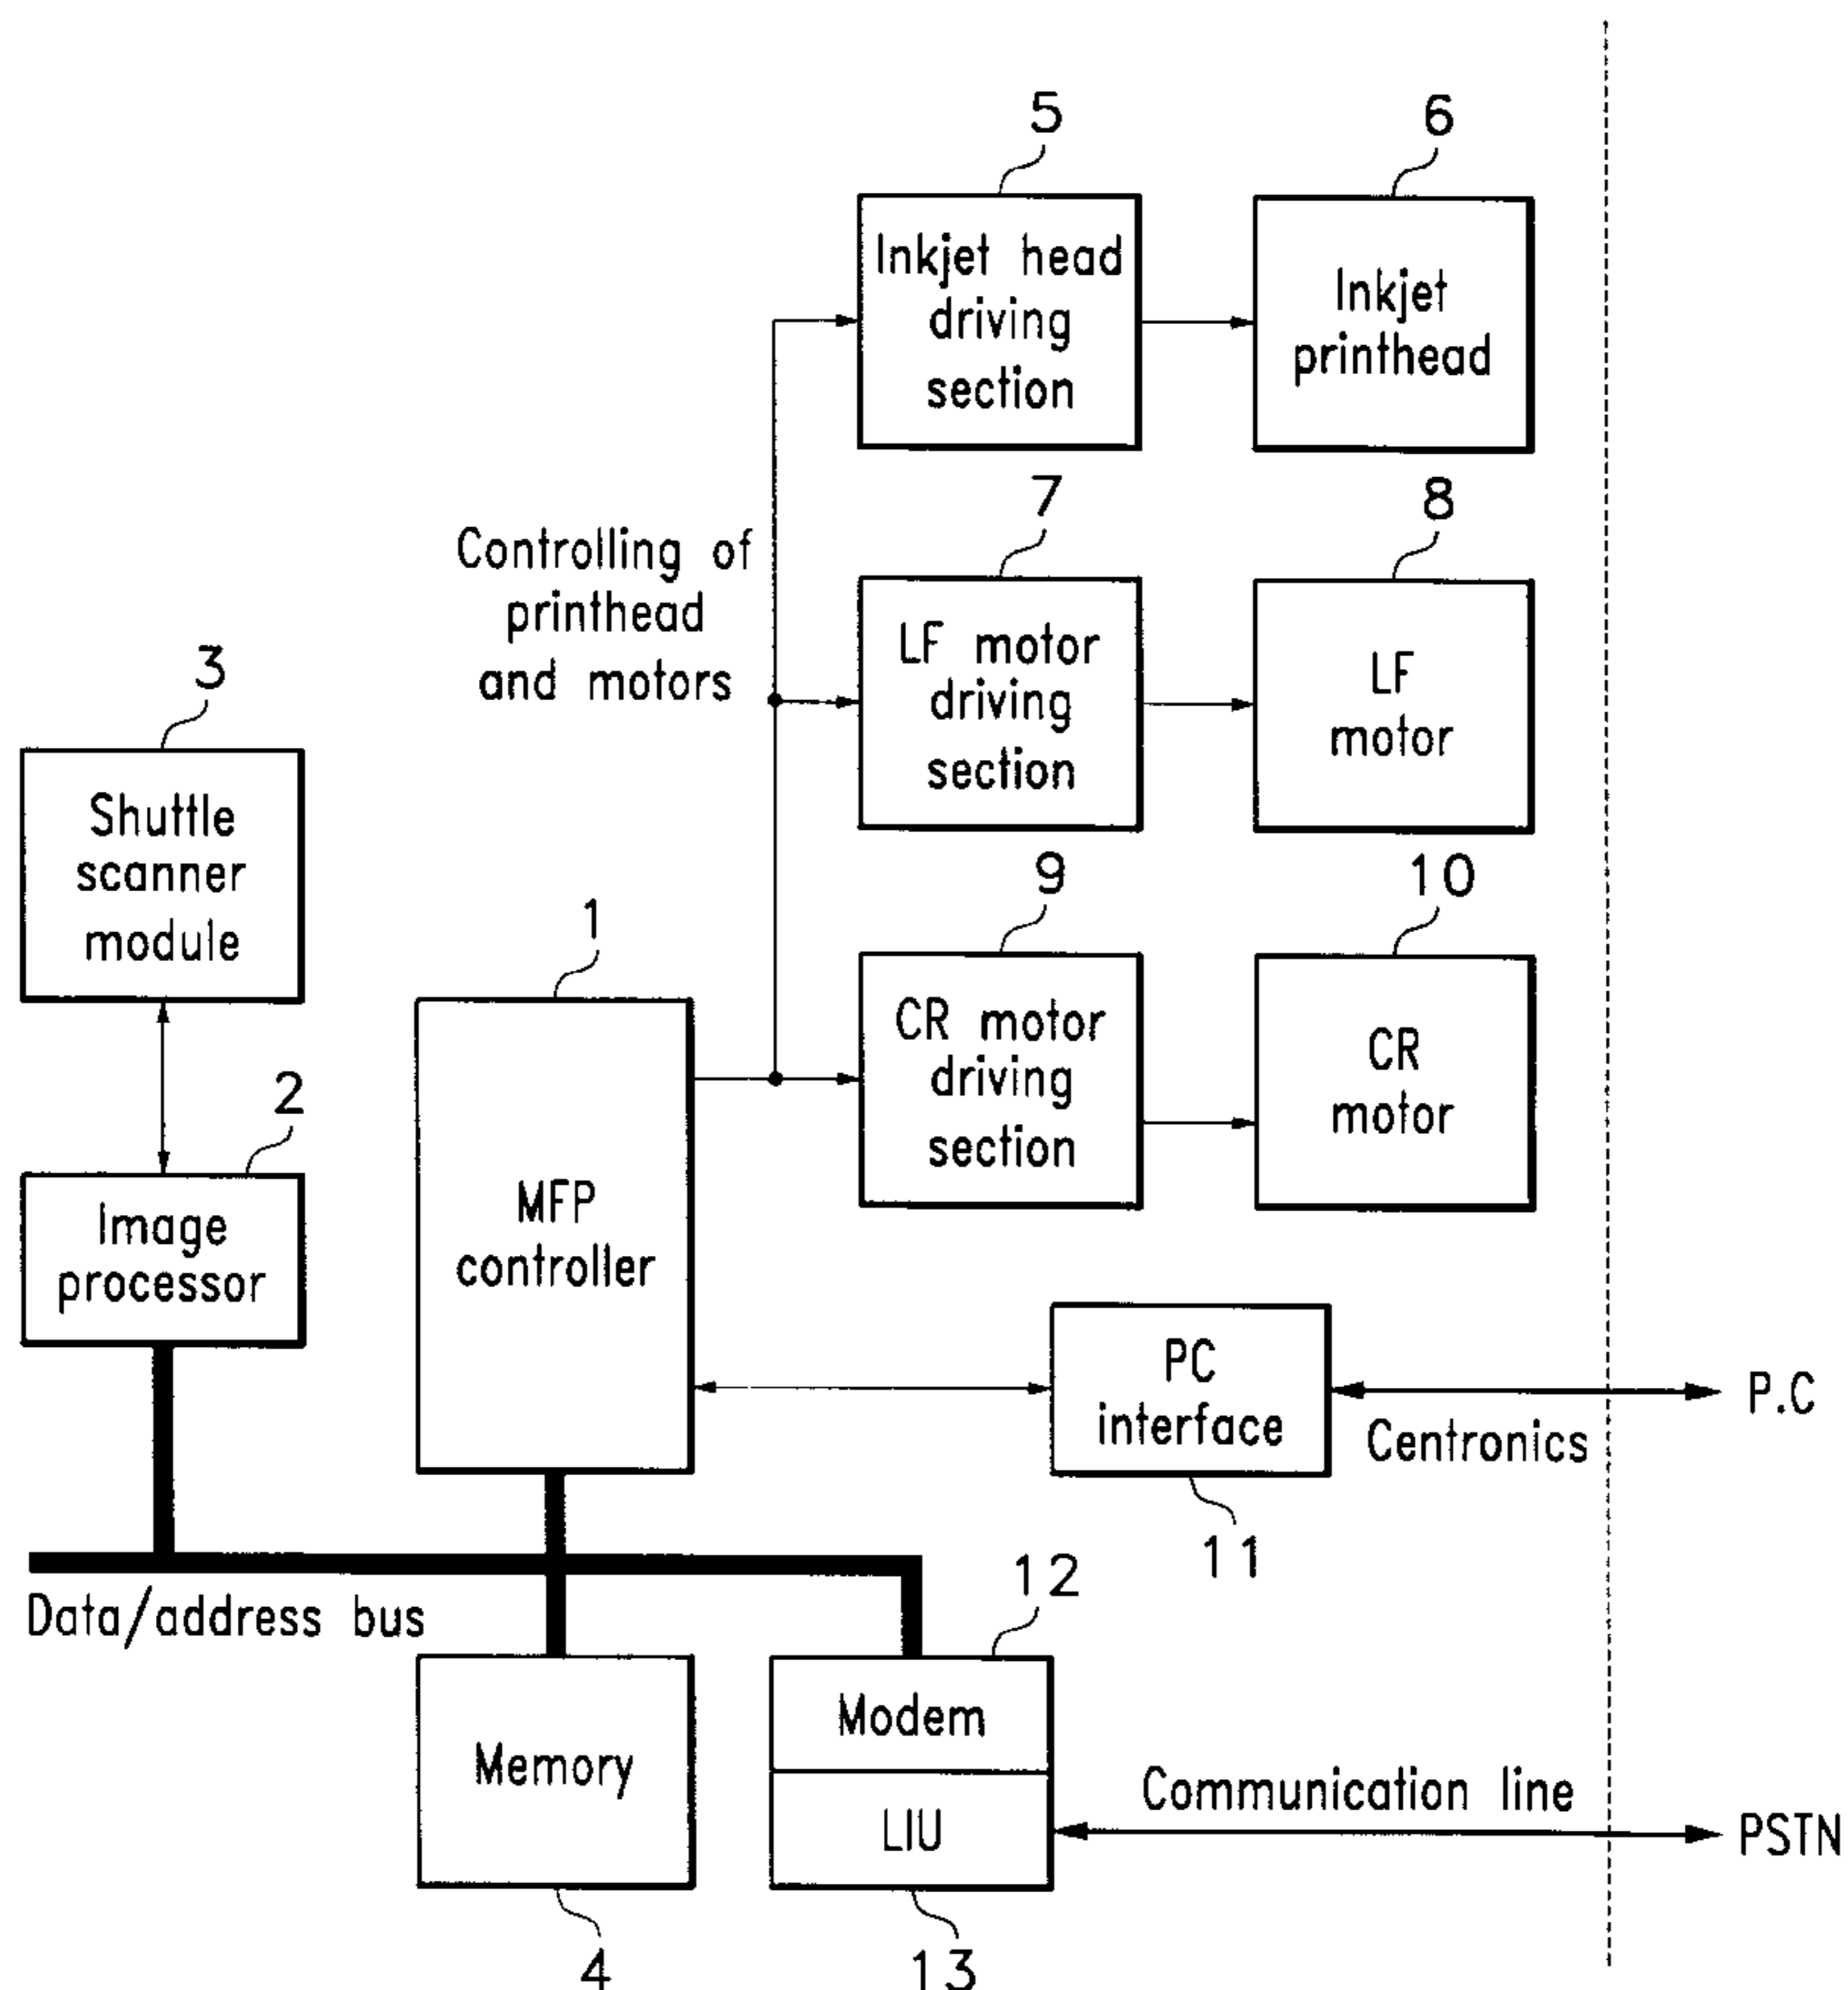 5
6
Inkjet head
driving
section
Inkjet
printhead
7
8
Controlling of
printhead
and motors
LF motor
driving
section
LF
motor
3
Shuttle
scanner
module
9
10
1
CR motor
driving
section
CR
motor
2
Image
processor
MFP
controller
PC
interface
P.C
Centronics
11
Data/address bus
12
Memory
Modem
LIU
Communication line
PSTN
4
13